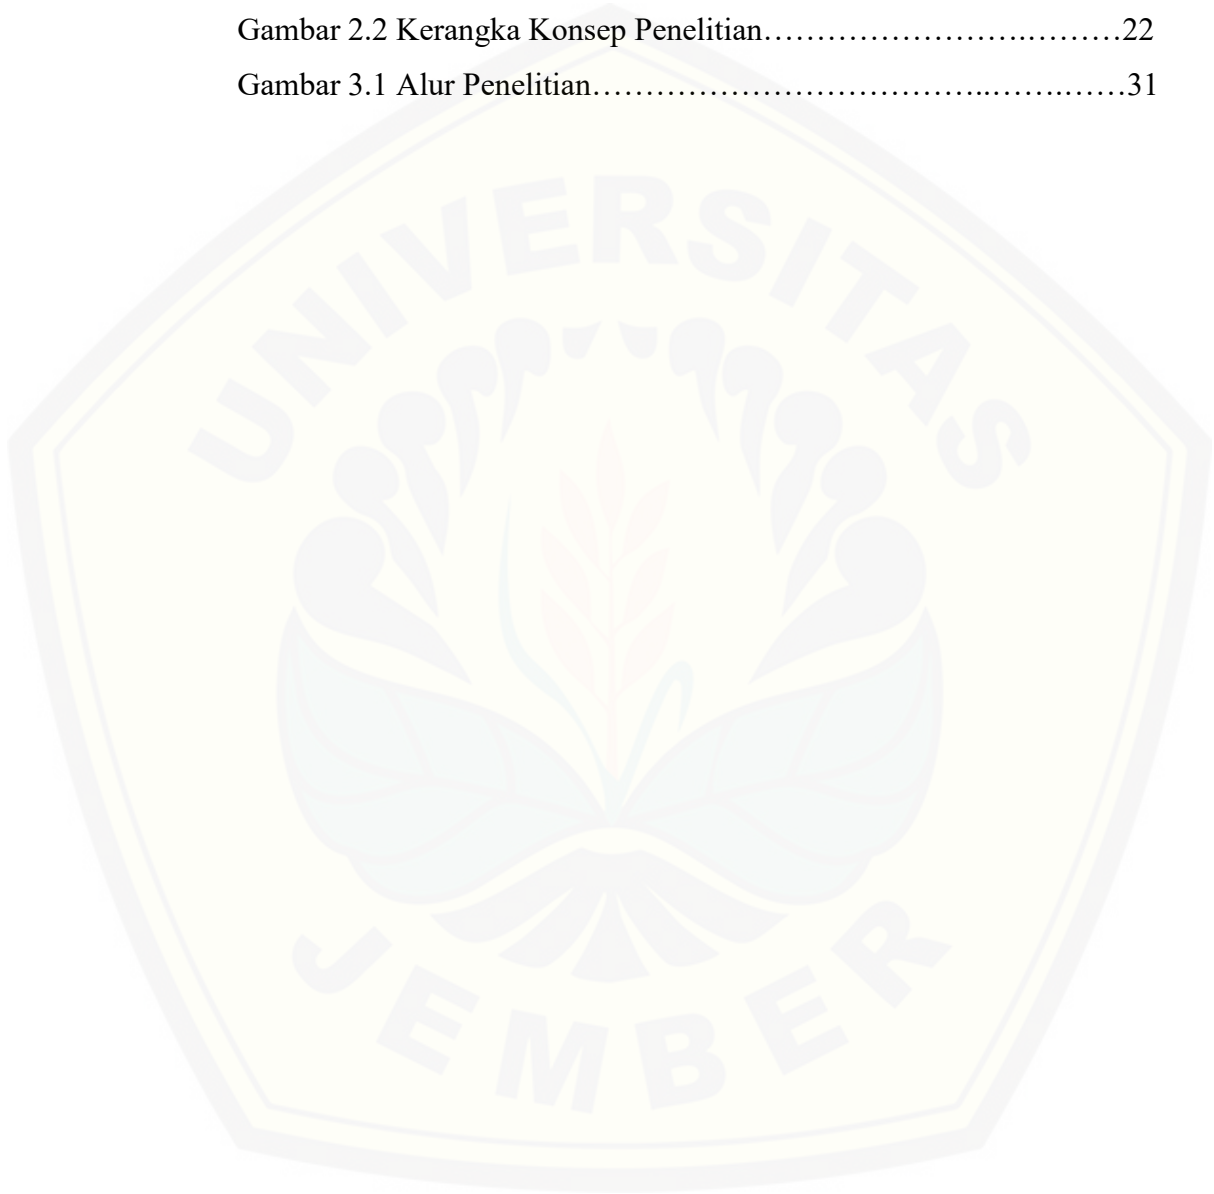 Gambar 2.2 Kerangka Konsep Penelitian…………………….………22
Gambar 3.1 Alur Penelitian………………………………..…….……31
UNIVERSITAS
JEMBER